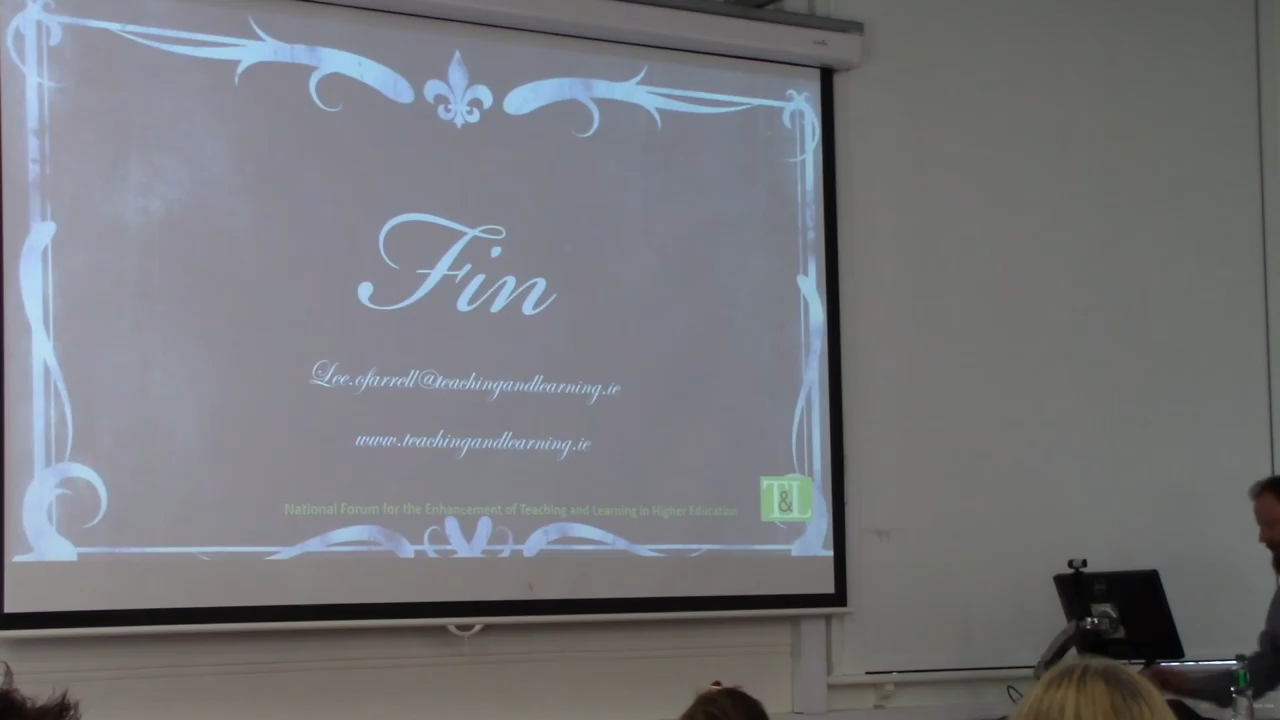 Fin
Lee.ofarrell@teachingandlearning.ie
www.teachingandlearning.ie
T&L
National Forum for the Enhancement of Teaching and Learning in Higher Education